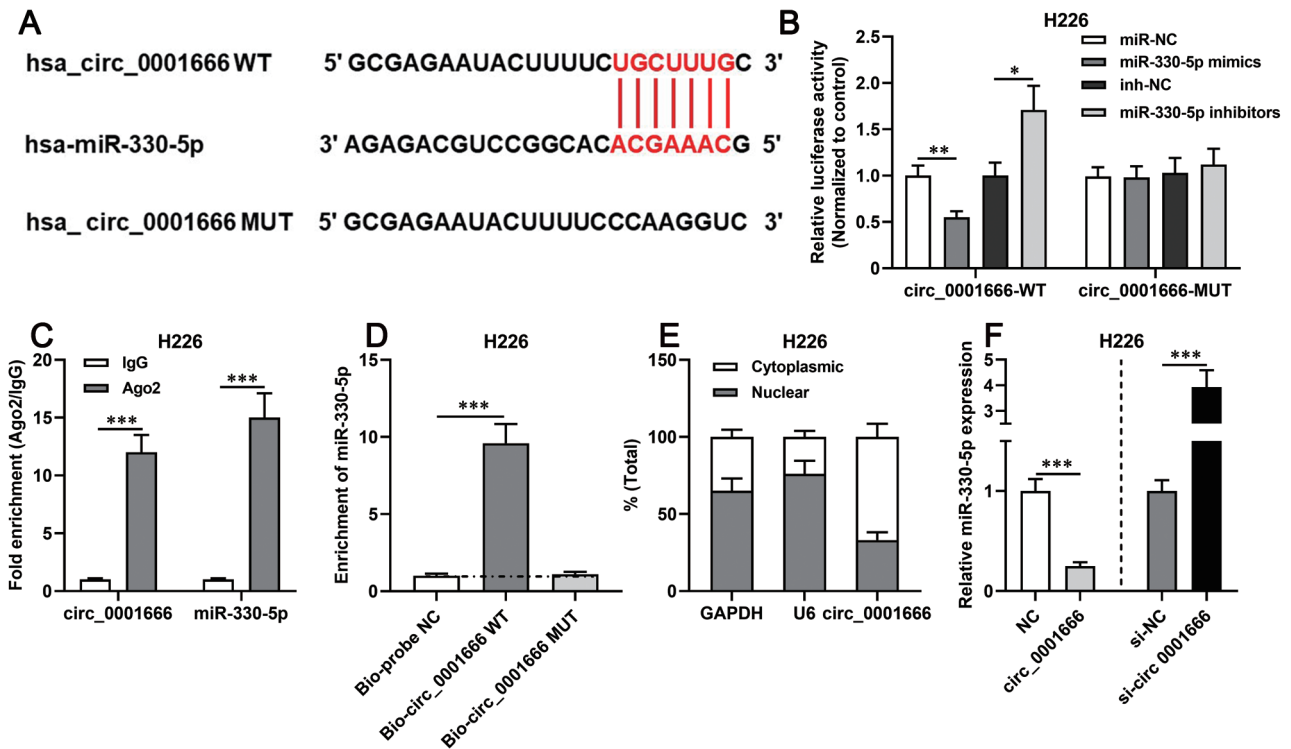 A
hsa_circ_0001666 WT 5' GCGAGAAUACUUUUCUGCUUUGC 3'
hsa-miR-330-5p 3' AGAGACGUCCGGCACACGAAACG 5'
hsa_ circ_0001666 MUT 5' GCGAGAAUACUUUUCCCAAGGUC 3'
B
H226
Relative luciferase activity
(Normalized to control)
2.5
2.0
1.5
1.0
0.5
0
miR-NC
miR-330-5p mimics
inh-NC
miR-330-5p inhibitors
**
*
circ_0001666-WT
circ_0001666-MUT
C
H226
Fold enrichment (Ago2/IgG)
20
15
10
5
0
IgG
Ago2
***
***
circ_0001666
miR-330-5p
D
H226
Enrichment of miR-330-5p
15
10
5
0
***
Bio-probe NC
Bio-circ_0001666 WT
Bio-circ_0001666 MUT
E
H226
% (Total)
150
100
50
0
Cytoplasmic
Nuclear
GAPDH
U6
circ_0001666
F
H226
Relative miR-330-5p expression
5
4
3
1
0
***
***
NC
circ_0001666
si-NC
si-circ 0001666